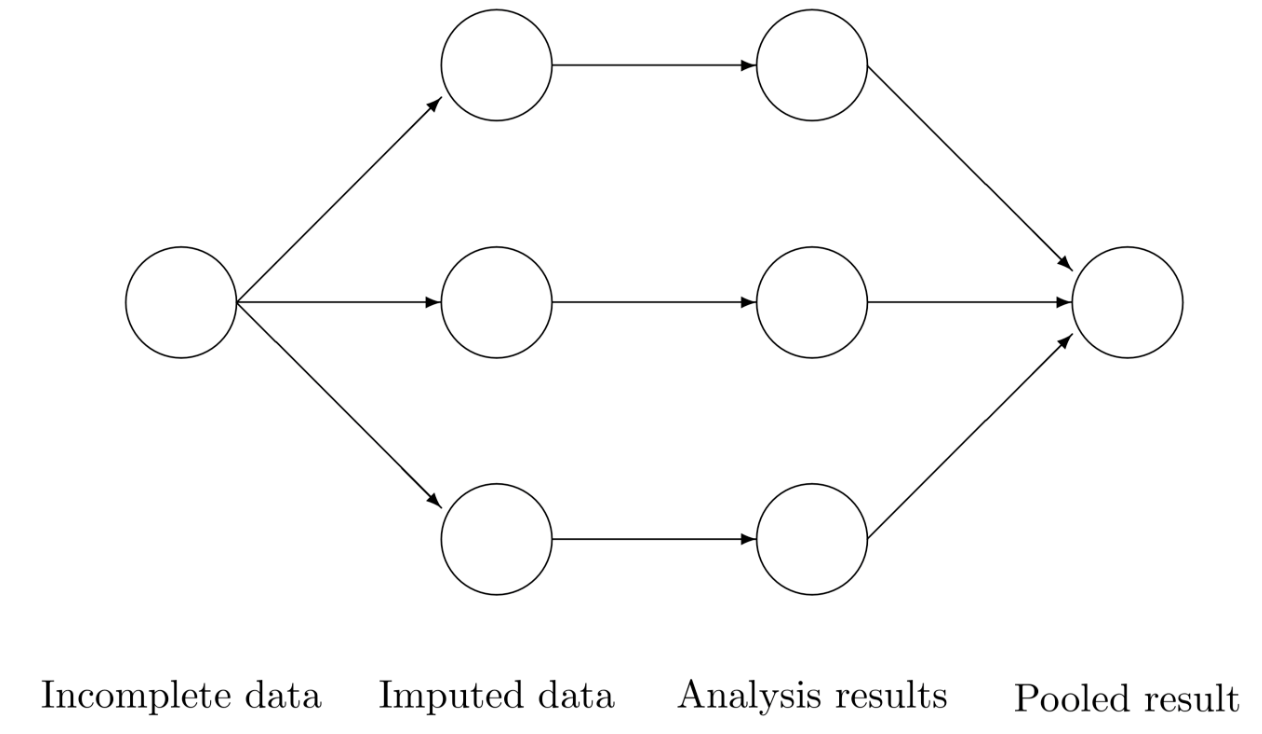 Incomplete data Imputed data Analysis results Pooled result